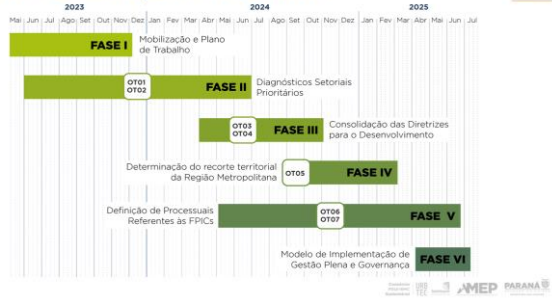 2023 2024 2025
Mai Jun Jul Ago Set Out Nov Dez Jan Fev Mar Abr Mai Jun Jul Ago Set Out Nov Dez Jan Fev Mar Abr Mai Jun Jul
FASE I
Mobilização e Plano
de Trabalho
OT01
OT02
FASE II
Diagnósticos Setoriais
Prioritários
OT03
OT04
FASE III
Consolidação das Diretrizes
para o Desenvolvimento
Determinação do recorte territorial
da Região Metropolitana
OT05
FASE IV
Definição de Processuais
Referentes às FPICs
OT06
OT07
FASE V
Modelo de Implementação de
Gestão Plena e Governança
FASE VI
AMEP PARANÁ